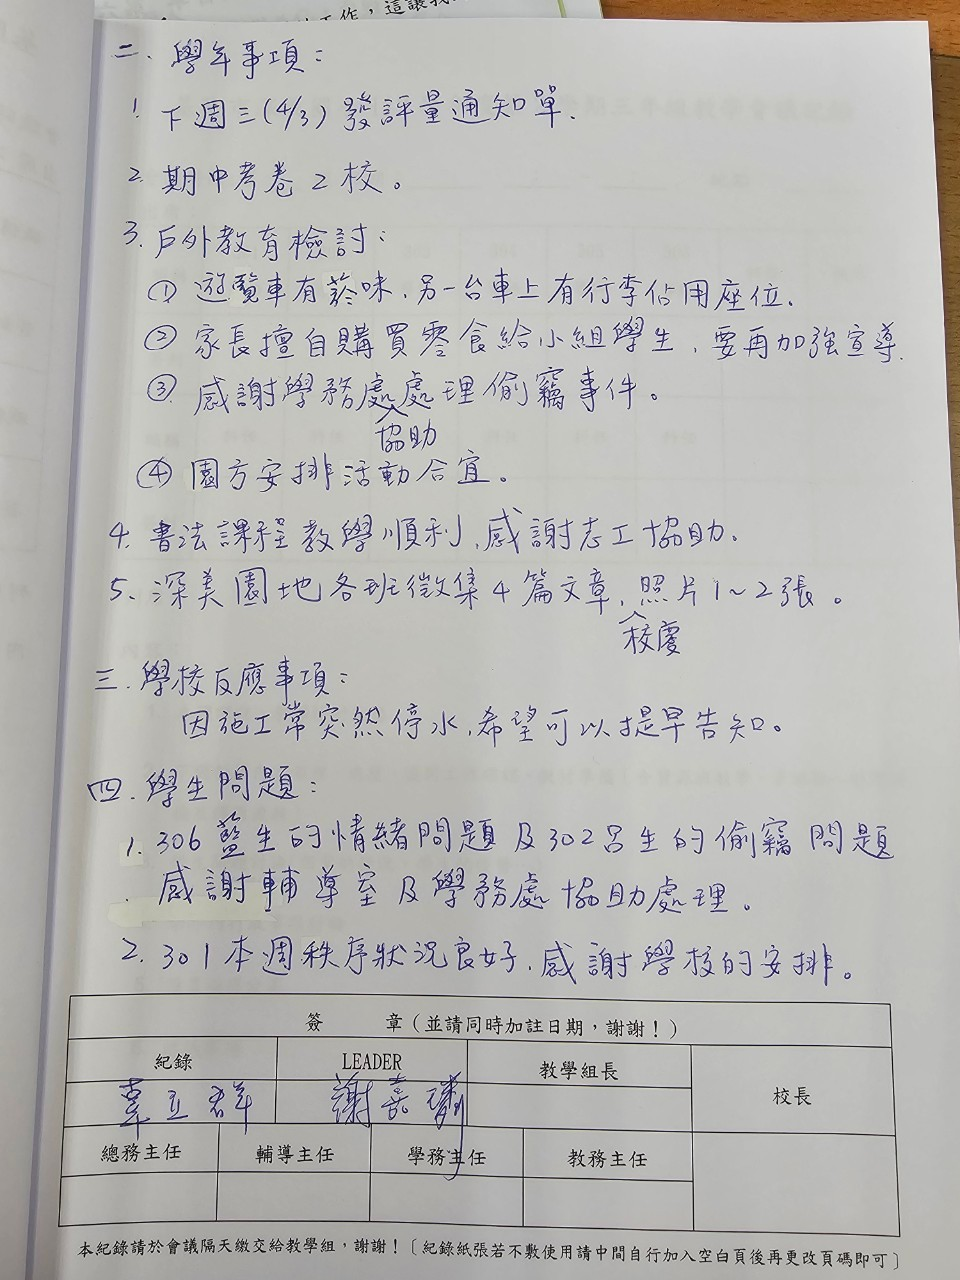 工作，這讓我
二、學年事項：
1. 下週三(4/3)發評量通知單.
2. 期中考卷2校。
3. 戶外教育檢討：
① 遊覽車有菸味，另一台車上有行李佔用座位.
② 家長擅自購買零食給小組學生，要再加強宣導.
③ 感謝學務處處理偷竊事件。
協助
④ 園方安排活動合宜。
4. 書法課程教學順利，感謝志工協助。
5、深美園地各班徵集4篇文章，照片1~2張。
校慶
三.學校反應事項：
因施工常突然停水，希望可以提早告知。
四.學生問題：
1. 306藍生的情緒問題及302呂生的偷竊問題
感謝輔導室及學務處協助處理。
2. 301本週秩序狀況良好，感謝學校的安排。
簽 章（並請同時加註日期，謝謝！）
紀錄 LEADER 教學組長 校長
韋立群 謝嘉
總務主任 輔導主任 學務主任 教務主任
本紀錄請於會議隔天繳交給教學組，謝謝！〔紀錄紙張若不敷使用請中間自行加入空白頁後再更改頁碼即可〕